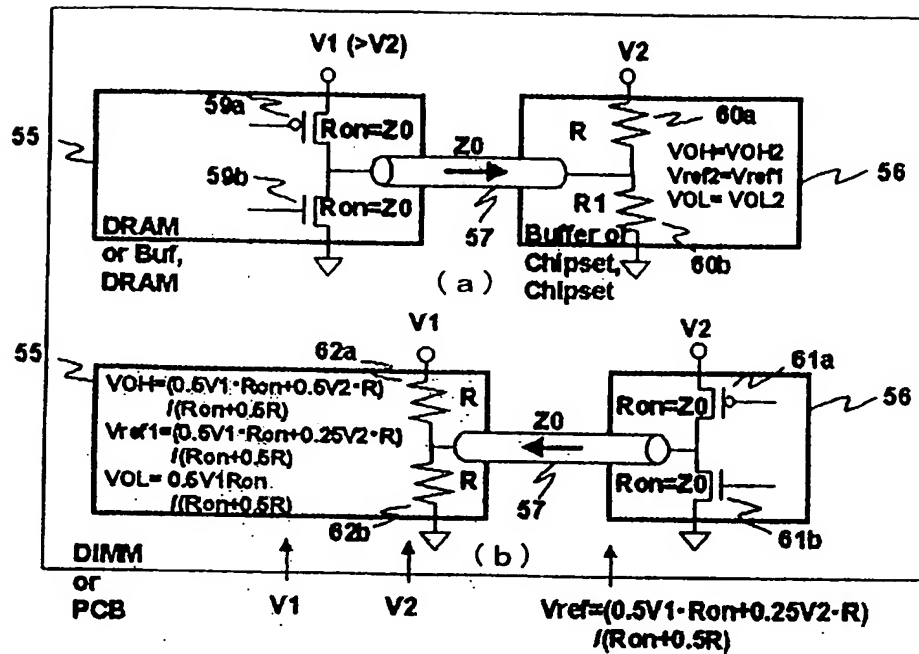 V1 (>V2)
V2
59a
Ron=Z0
55
59b
Ron=Z0
DRAM
or Buf,
DRAM
Z0
57
R
60a
VOH=VOH2
Vref2=Vref1
VOL= VOL2
56
R1
60b
Buffer or
Chipset,
Chipset
(a)
55
V1
62a
R
VOH=(0.5V1·Ron+0.5V2·R)
/(Ron+0.5R)
Vref1=(0.5V1·Ron+0.25V2·R)
/(Ron+0.5R)
VOL= 0.5V1Ron
/(Ron+0.5R)
R
62b
Z0
57
V2
61a
Ron=Z0
56
Ron=Z0
61b
(b)
DIMM
or
PCB
V1
V2
Vref=(0.5V1·Ron+0.25V2·R)
/(Ron+0.5R)